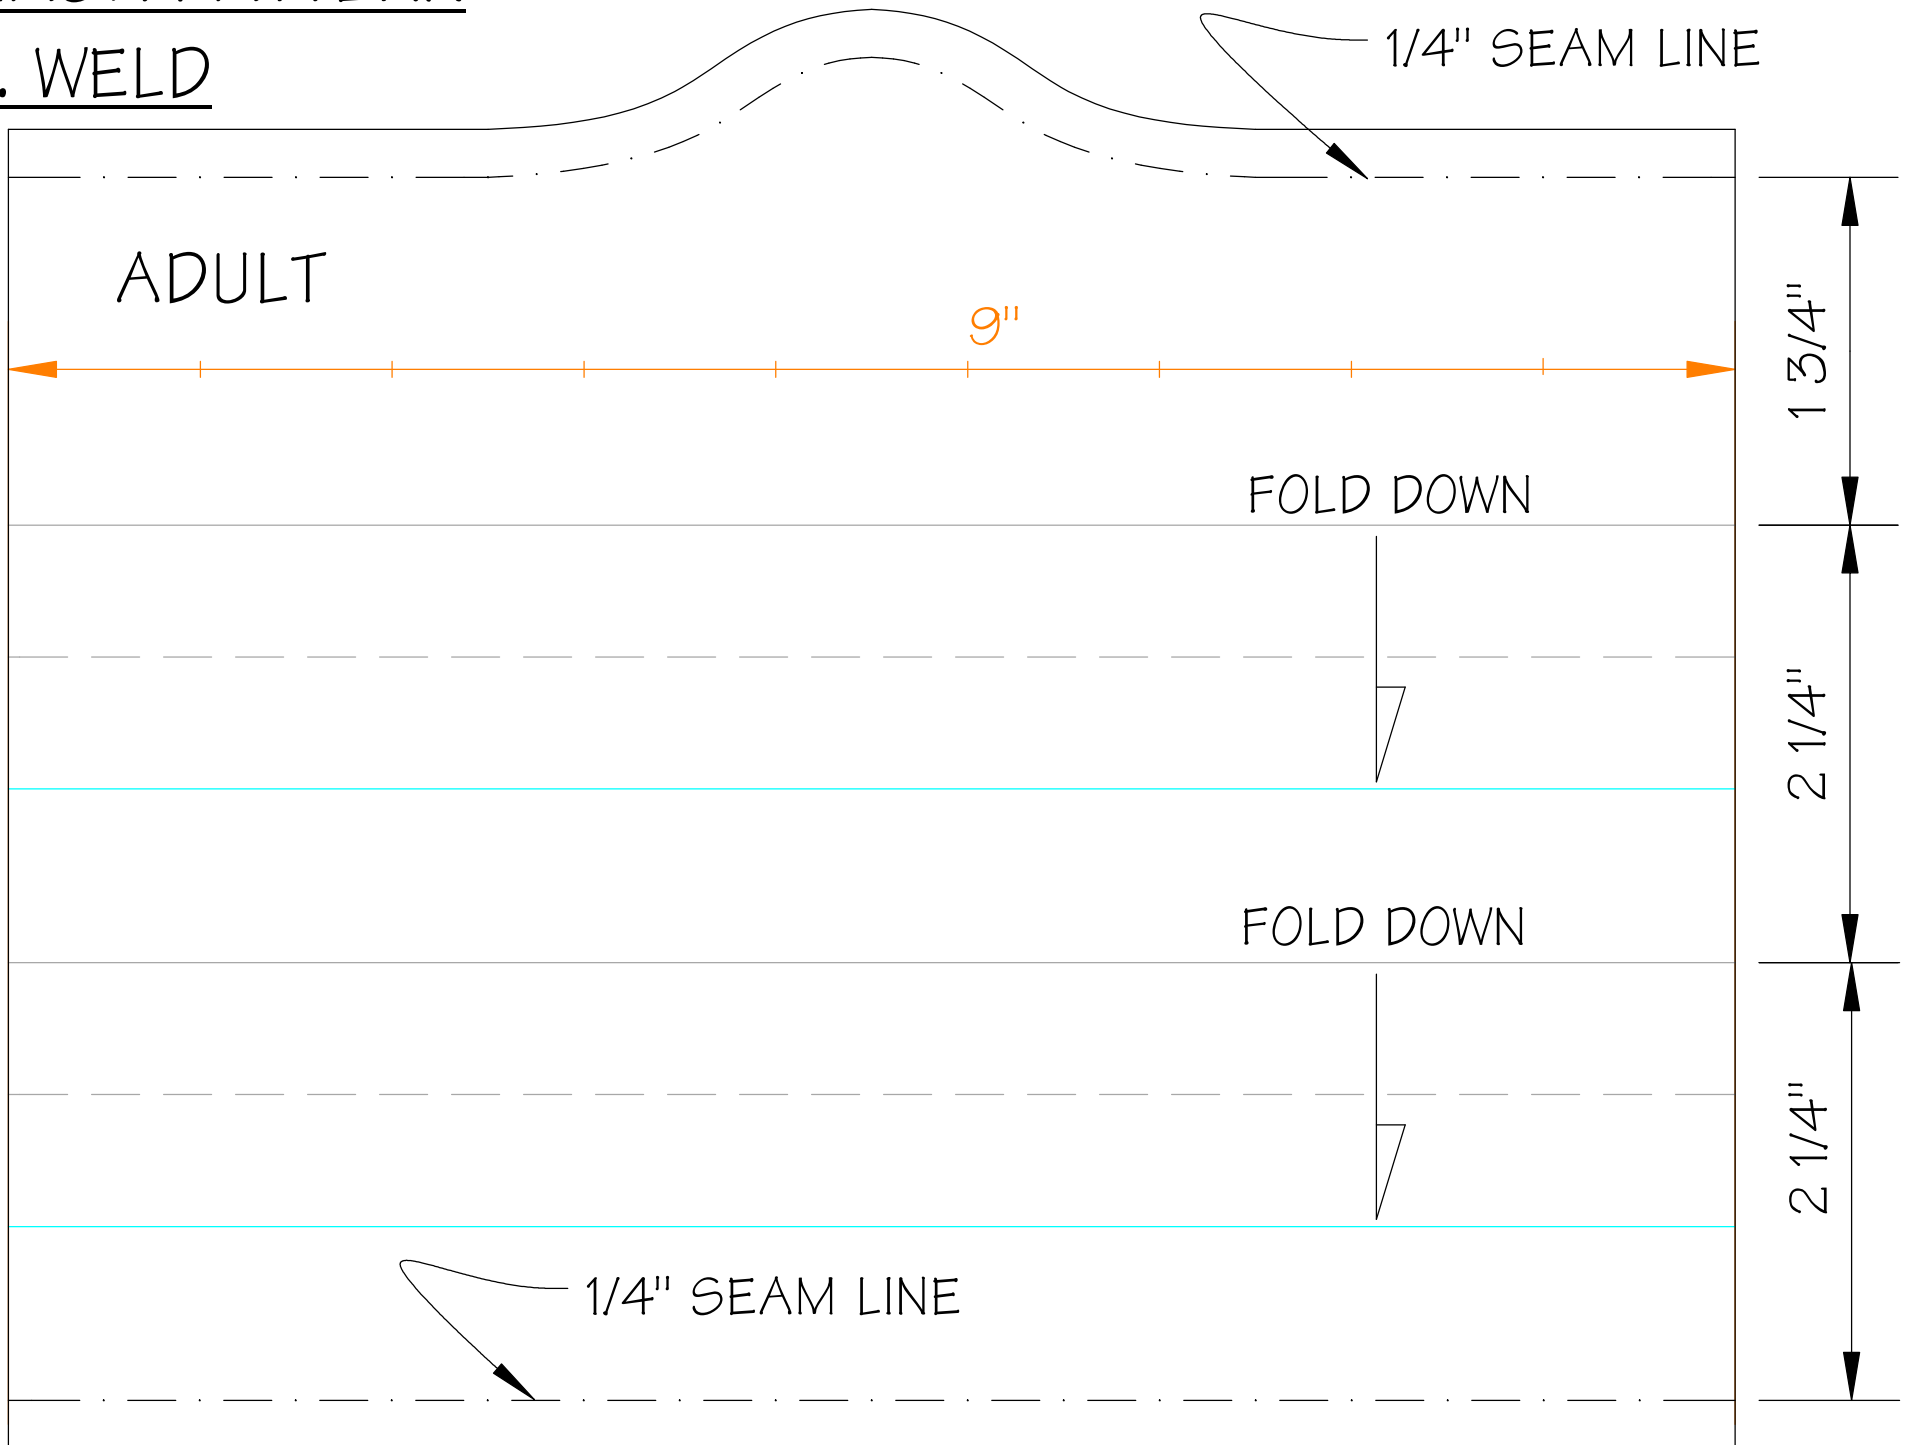 . WELD
1/4" SEAM LINE
ADULT
9"
1 3/4"
FOLD DOWN
2 1/4"
FOLD DOWN
2 1/4"
1/4" SEAM LINE